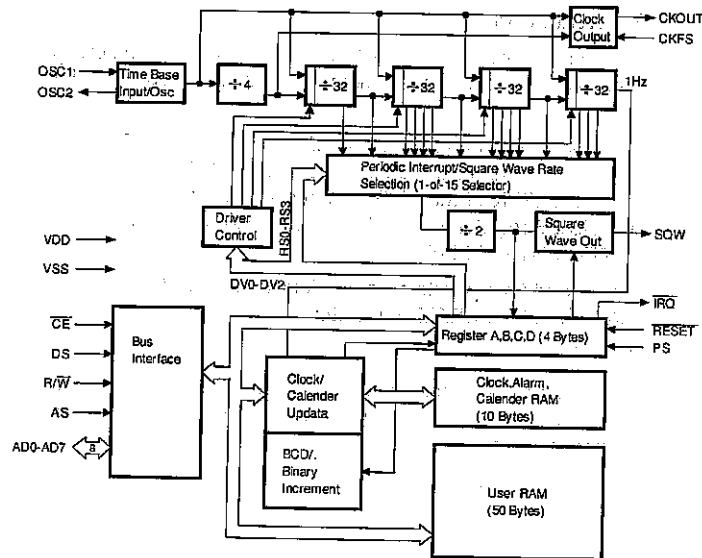 Clock
Output
CKOUT
CKFS
OSC1
OSC2
Time Base
Input/Osc
÷4
÷32
÷32
÷32
÷32
1Hz
Periodic Interrupt/Square Wave Rate
Selection (1-of-15 Selector)
RS0-RS3
Driver
Control
÷2
Square
Wave Out
SQW
VDD
VSS
DV0-DV2
CE
DS
R/W
AS
AD0-AD7
8
Bus
Interface
Register A,B,C,D (4 Bytes)
IRQ
RESET
PS
Clock/
Calender
Updata
Clock,Alarm,
Calender RAM
(10 Bytes)
BCD/.
Binary
Increment
User RAM
(50 Bytes)